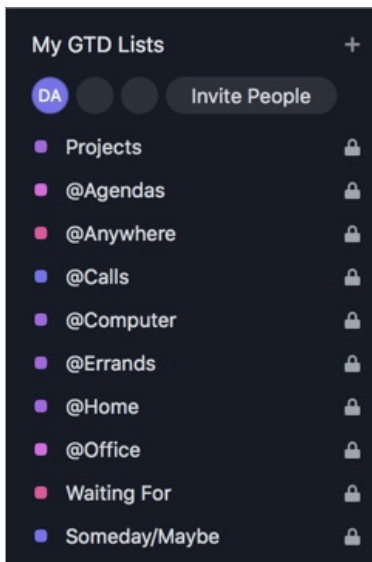 My GTD Lists +
DA Invite People
Projects
@Agendas
@Anywhere
@Calls
@Computer
@Errands
@Home
@Office
Waiting For
Someday/Maybe